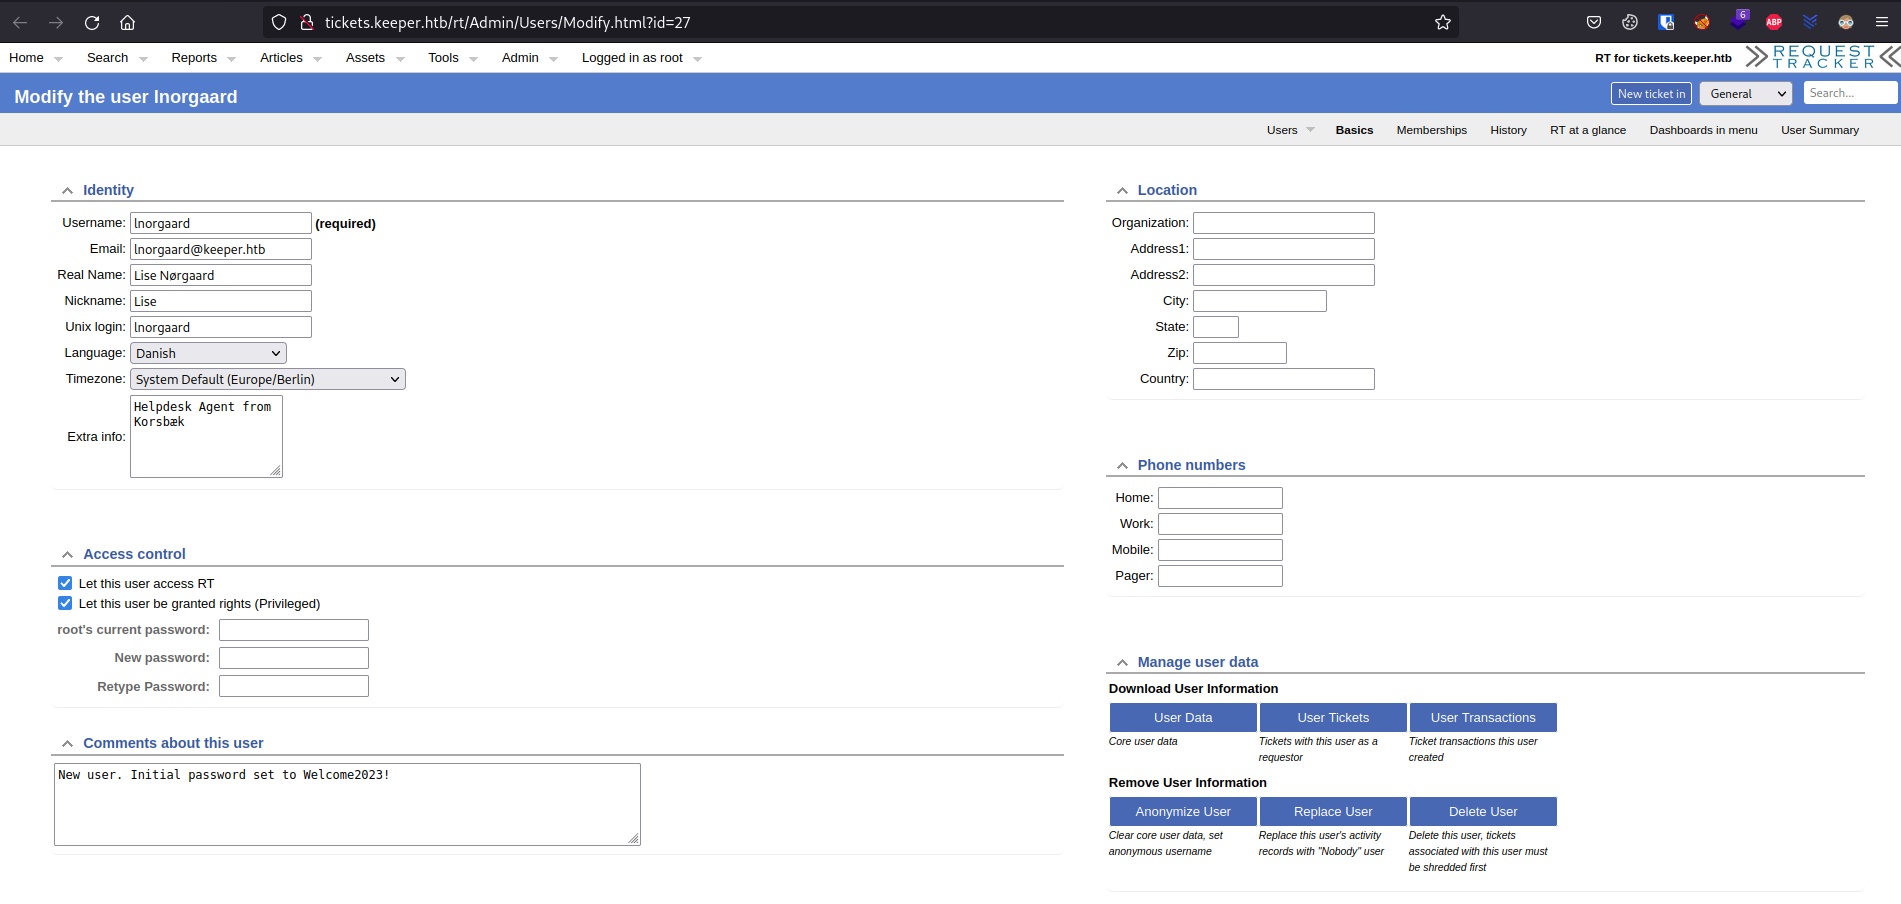 tickets.keeper.htb/rt/Admin/Users/Modify.html?id=27
6
ABP
Home Search Reports Articles Assets Tools Admin Logged in as root
RT for tickets.keeper.htb
REQUEST
TRACKER
Modify the user lnorgaard
New ticket in General Search...
Users Basics Memberships History RT at a glance Dashboards in menu User Summary
Identity
Username: lnorgaard (required)
Email: lnorgaard@keeper.htb
Real Name: Lise Nørgaard
Nickname: Lise
Unix login: lnorgaard
Language: Danish
Timezone: System Default (Europe/Berlin)
Extra info: Helpdesk Agent from
Korsbæk
Access control
Let this user access RT
Let this user be granted rights (Privileged)
root's current password:
New password:
Retype Password:
Comments about this user
New user. Initial password set to Welcome2023!
Location
Organization:
Address1:
Address2:
City:
State:
Zip:
Country:
Phone numbers
Home:
Work:
Mobile:
Pager:
Manage user data
Download User Information
User Data User Tickets User Transactions
Core user data Tickets with this user as a Ticket transactions this user
requestor created
Remove User Information
Anonymize User Replace User Delete User
Clear core user data, set Replace this user's activity Delete this user, tickets
anonymous username records with "Nobody" user associated with this user must
be shredded first